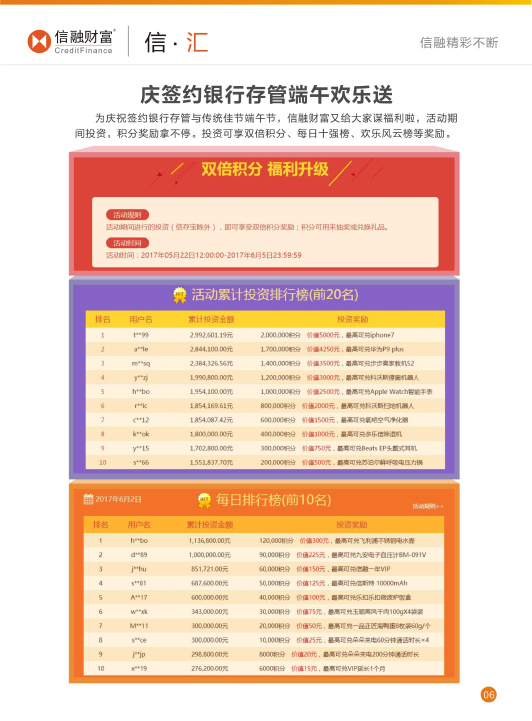 信融财富®
CreditFinance
信·汇
信融精彩不断
庆签约银行存管端午欢乐送
为庆祝签约银行存管与传统佳节端午节，信融财富又给大家谋福利啦，活动期
间投资，积分奖励拿不停。投资可享双倍积分、每日十强榜、欢乐风云榜等奖励。
双倍积分 福利升级
活动规则
活动期间进行的投资（信存宝除外），即可享受双倍积分奖励；积分可用来抽奖或兑换礼品。
活动时间
活动时间：2017年05月22日12:00:00-2017年6月5日23:59:59
活动累计投资排行榜(前20名)
排名 用户名 累计投资金额 投资奖励
1 t**99 2,992,601.19元 2,000,000积分 价值5000元，最高可兑iphone7
2 a**le 2,844,100.00元 1,700,000积分 价值4250元，最高可兑华为P9 plus
3 m**sq 2,384,326.56元 1,400,000积分 价值3500元，最高可兑步步高家教机S2
4 y**zj 1,990,800.00元 1,200,000积分 价值3000元，最高可兑科沃斯擦窗机器人
5 h**bo 1,954,100.00元 1,000,000积分 价值2500元，最高可兑Apple Watch智能手表
6 r**ic 1,854,169.61元 800,000积分 价值2000元，最高可兑科沃斯扫地机器人
7 c**12 1,854,087.42元 600,000积分 价值1500元，最高可兑氧吧空气净化器
8 k**ok 1,800,000.00元 400,000积分 价值1000元，最高可兑多乐信除湿机
9 y**15 1,702,800.00元 300,000积分 价值750元，最高可兑Beats EP头戴式耳机
10 s**66 1,551,837.70元 200,000积分 价值500元，最高可兑苏泊尔鲜呼吸电压力锅
2017年6月2日
每日排行榜(前10名)
活动规则>>
排名 用户名 累计投资金额 投资奖励
1 h**bo 1,136,800.00元 120,000积分 价值300元，最高可兑飞利浦不锈钢电水壶
2 d**89 1,000,000.00元 90,000积分 价值225元，最高可兑九安电子血压计BM-091V
3 j**hu 851,721.00元 60,000积分 价值150元，最高可兑信融一年VIP
4 s**81 687,600.00元 50,000积分 价值125元，最高可兑倍斯特 10000mAh
5 A**17 600,000.00元 40,000积分 价值100元，最高可兑乐扣乐扣微波炉饭盒
6 w**xk 343,000.00元 30,000积分 价值75元，最高可兑玉期高风干肉100gX4袋装
7 M**11 300,000.00元 20,000积分 价值50元，最高可兑一品正匠海鸭蛋8枚装60g/个
8 s**ce 300,000.00元 10,000积分 价值25元，最高可兑朵朵来电60分钟通话时长×4
9 j**jp 298,800.00元 8000积分 价值20元，最高可兑朵朵来电200分钟通话时长
10 x**19 276,200.00元 6000积分 价值15元，最高可兑VIP延长1个月
06